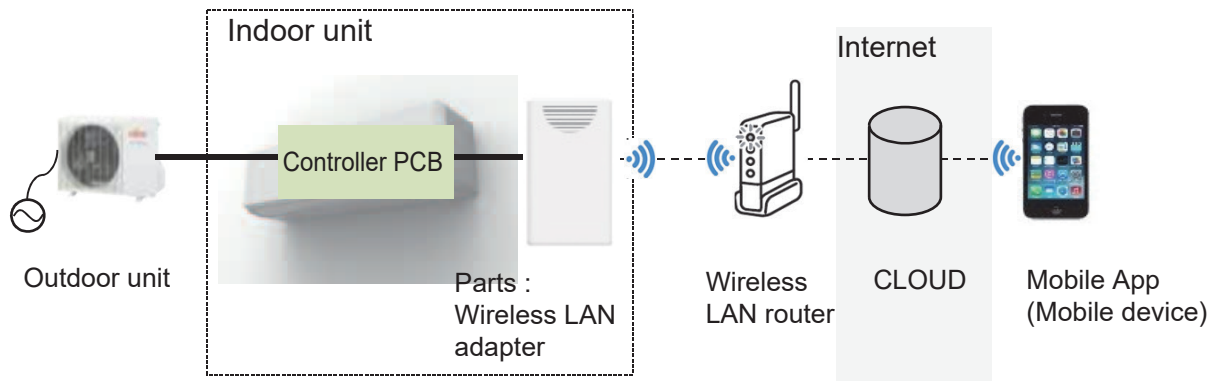 Indoor unit
Internet
Controller PCB
Outdoor unit
Parts :
Wireless LAN
adapter
Wireless
LAN router
CLOUD
Mobile App
(Mobile device)